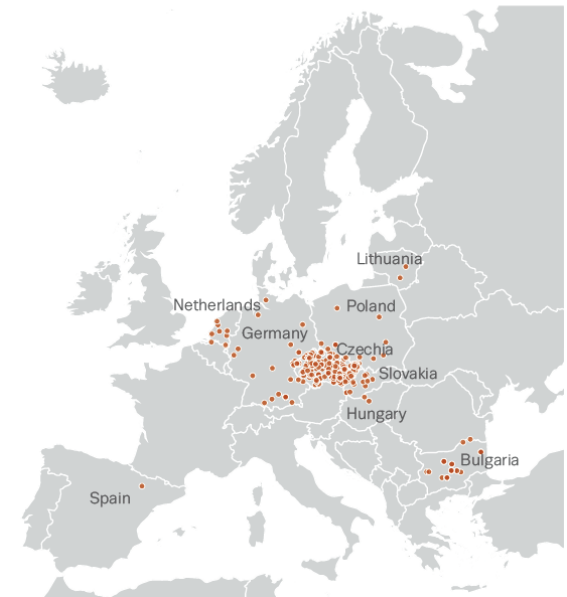 Lithuania
Netherlands
Poland
Germany
Czechia
Slovakia
Hungary
Bulgaria
Spain